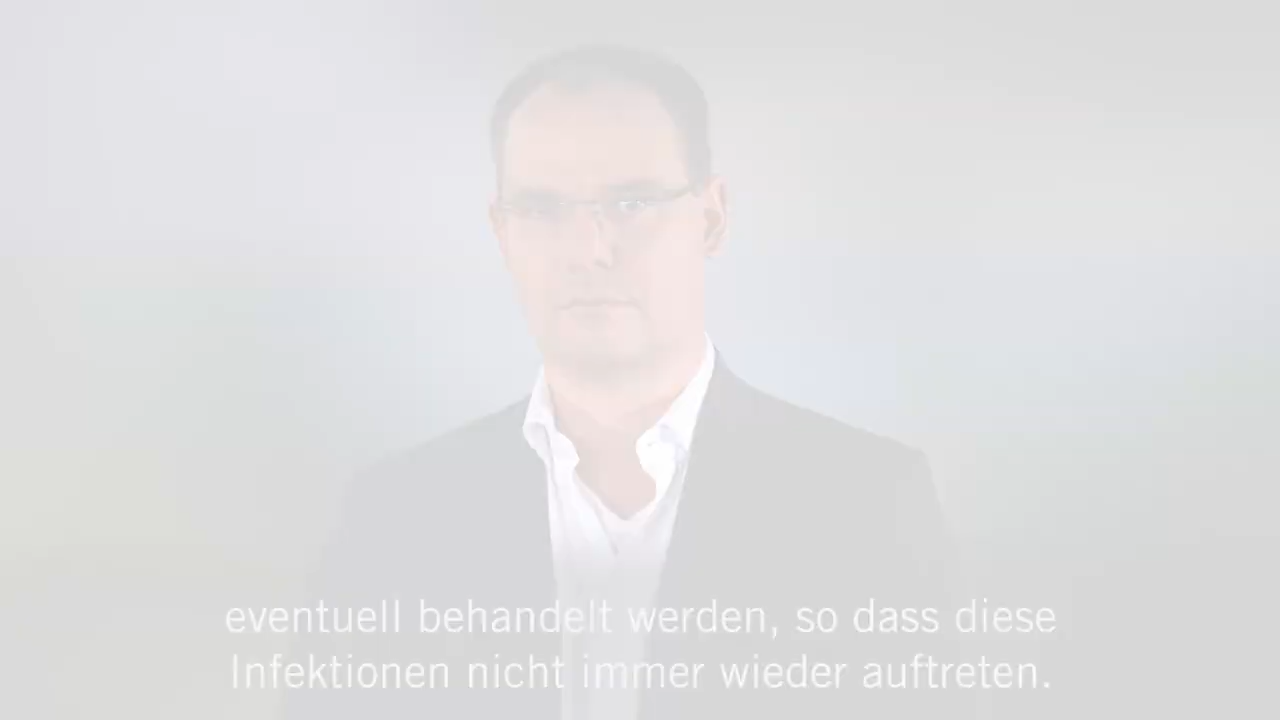 eventuell behandelt werden, so dass diese
Infektionen nicht immer wieder auftreten.